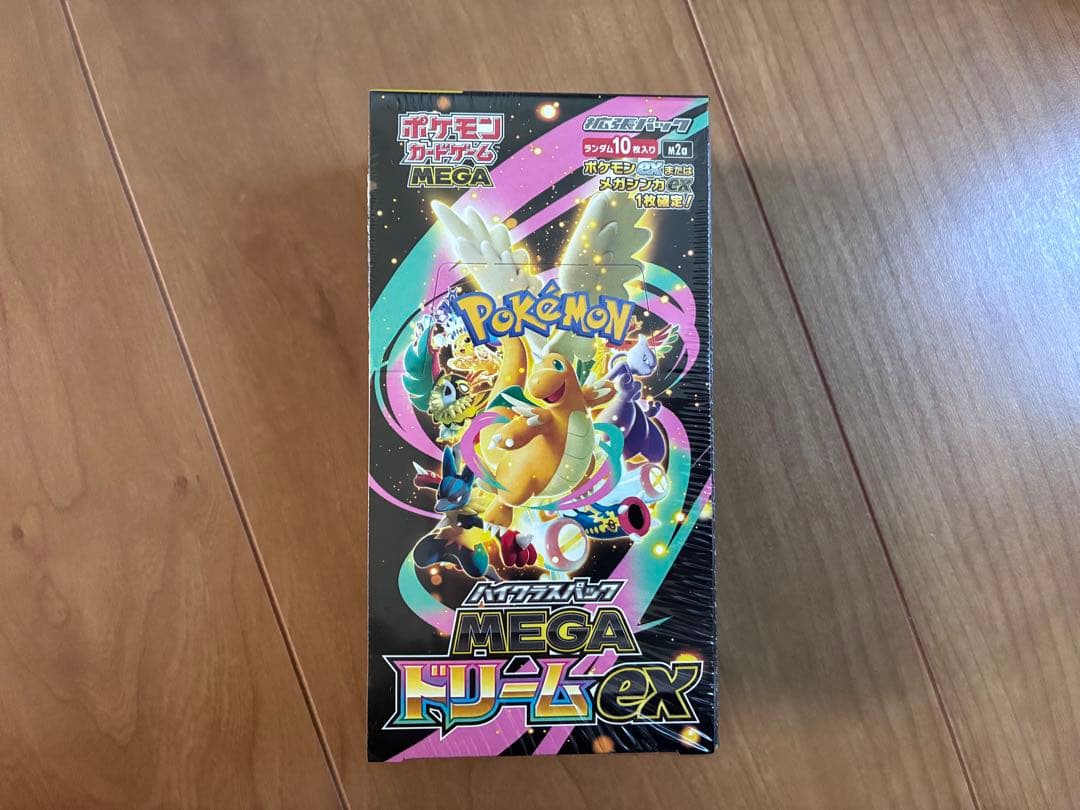 ポケモン
カードゲーム
MEGA
拡張パック
ランダム10枚入り M2a
ポケモンexまたは
メガシンカex
1枚確定！
POKéMON
ハイクラスパック
MEGA
ドリームex